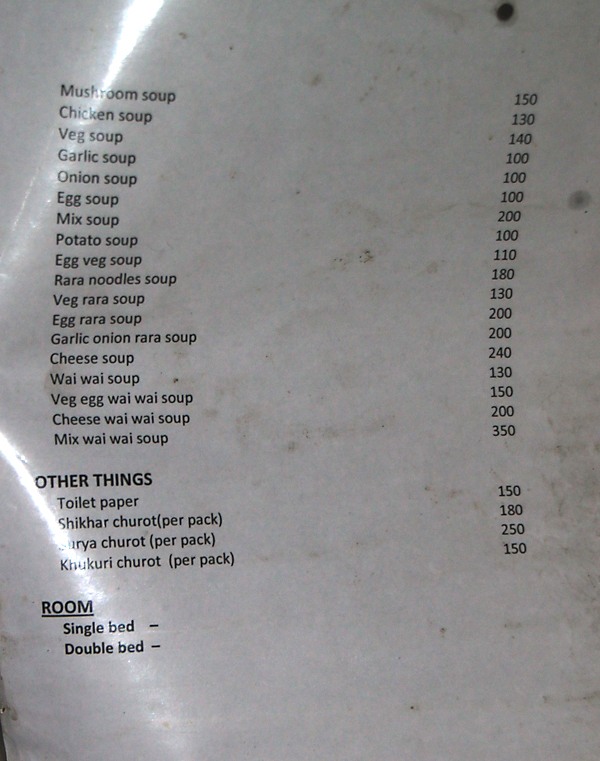 Mushroom soup 150
Chicken soup 130
Veg soup 140
Garlic soup 100
Onion soup 100
Egg soup 100
Mix soup 200
Potato soup 100
Egg veg soup 110
Rara noodles soup 180
Veg rara soup 130
Egg rara soup 200
Garlic onion rara soup 200
Cheese soup 240
Wai wai soup 130
Veg egg wai wai soup 150
Cheese wai wai soup 200
Mix wai wai soup 350
OTHER THINGS
Toilet paper 150
Shikhar churot(per pack) 180
Surya churot (per pack) 250
Khukuri churot (per pack) 150
ROOM
Single bed –
Double bed –